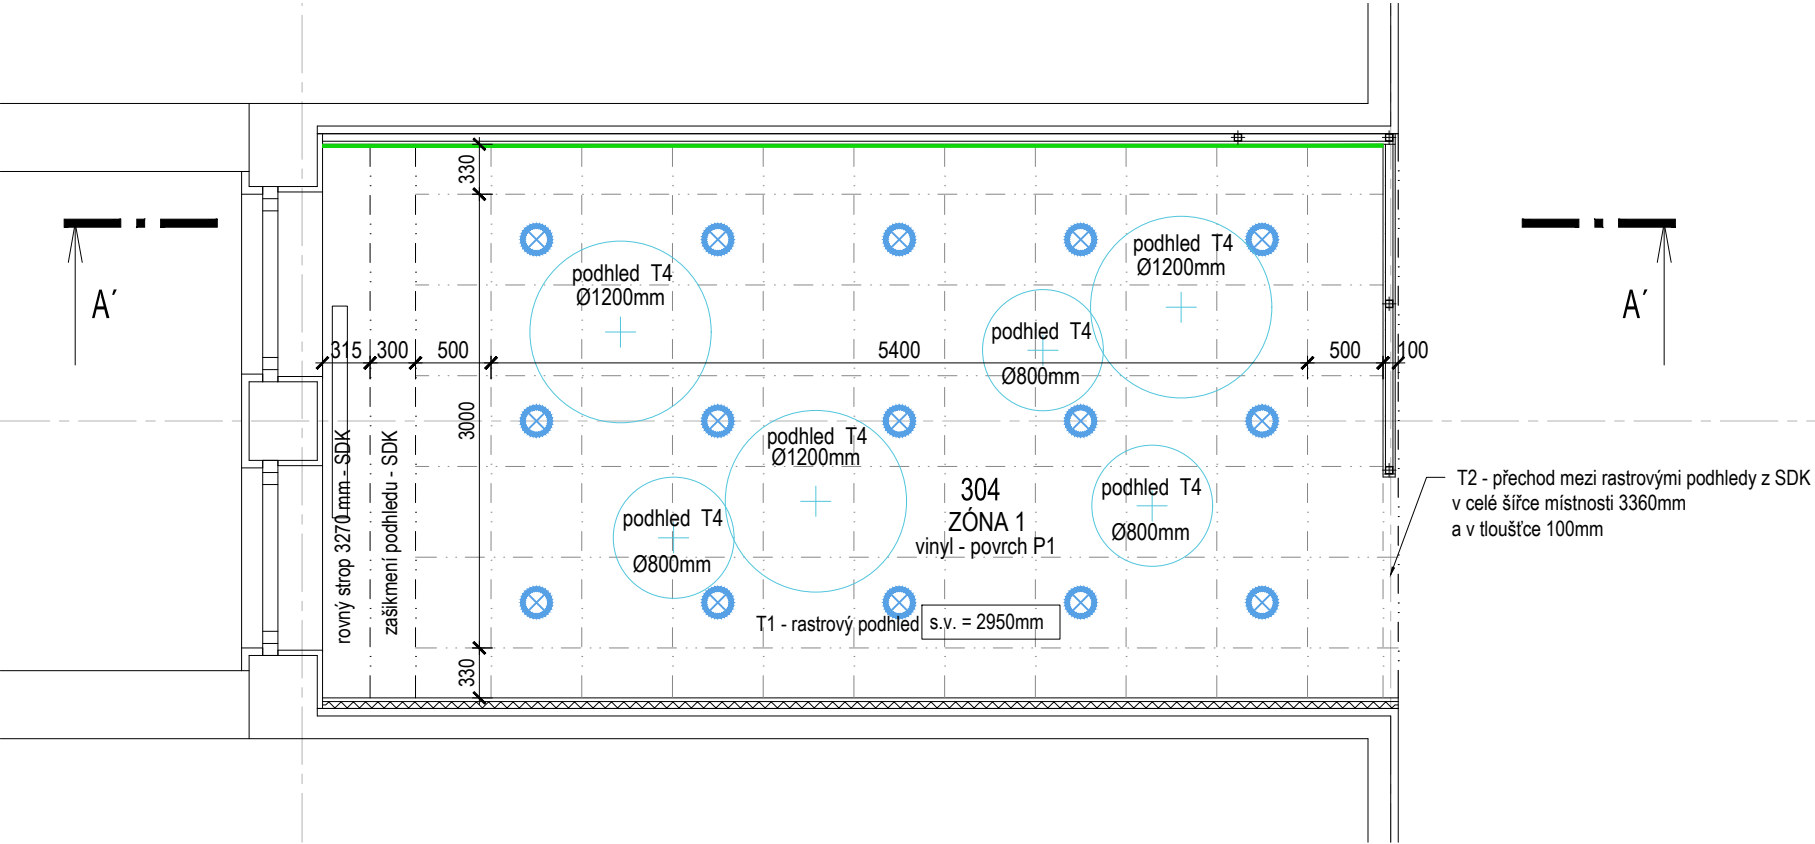 330
podhled T4
Ø1200mm
podhled T4
Ø1200mm
A´
A´
podhled T4
Ø800mm
315
300
500
5400
500
100
3000
podhled T4
Ø1200mm
rovný strop 3270 mm - SDK
zašikmení podhledu - SDK
podhled T4
Ø800mm
304
ZÓNA 1
vinyl - povrch P1
podhled T4
Ø800mm
T2 - přechod mezi rastrovými podhledy z SDK
v celé šířce místnosti 3360mm
a v tloušťce 100mm
T1 - rastrový podhled
s.v. = 2950mm
330